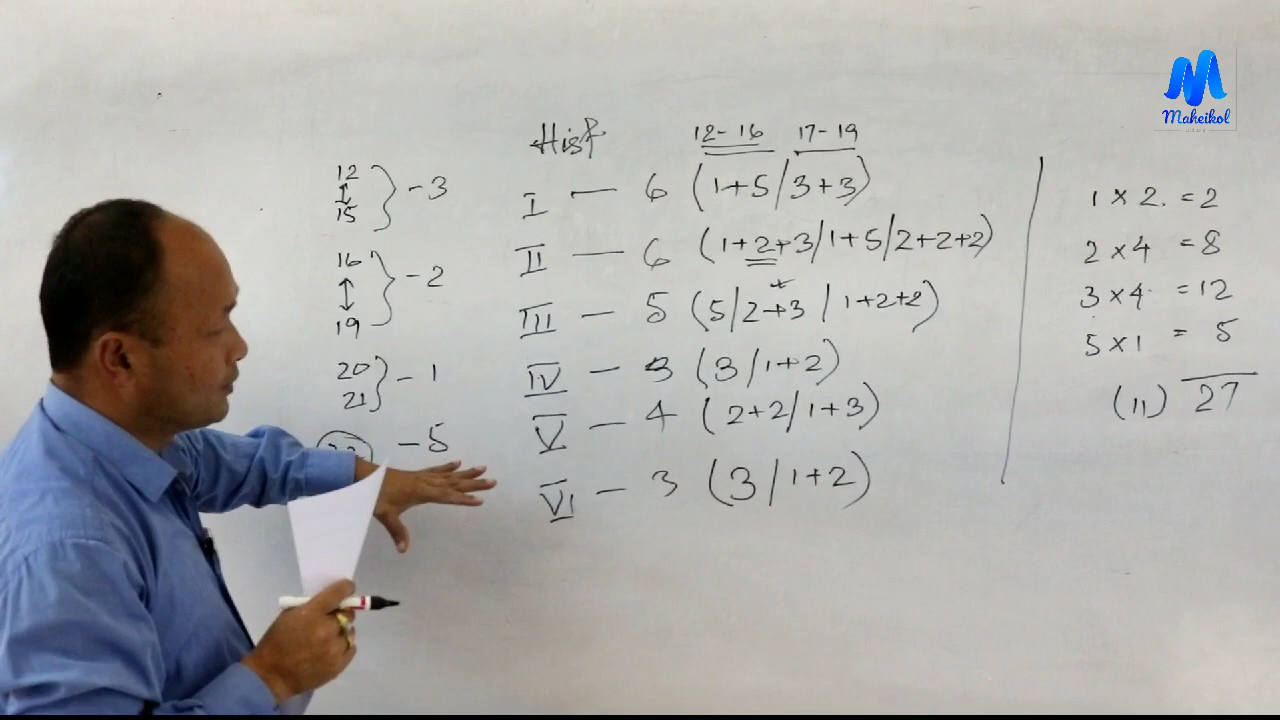 Maheikol
Hist
12-16 17-19
12 ↕ 15 } - 3
16 ↕ 19 } - 2
20 21 } - 1
- 5
I — 6 (1+5/3+3)
II — 6 (1+2+3/1+5/2+2+2)
III — 5 (5/2+3/1+2+2)
IV — 3 (3/1+2)
V — 4 (2+2/1+3)
VI — 3 (3/1+2)
1 × 2 = 2
2 × 4 = 8
3 × 4 = 12
5 × 1 = 5
(11) 27